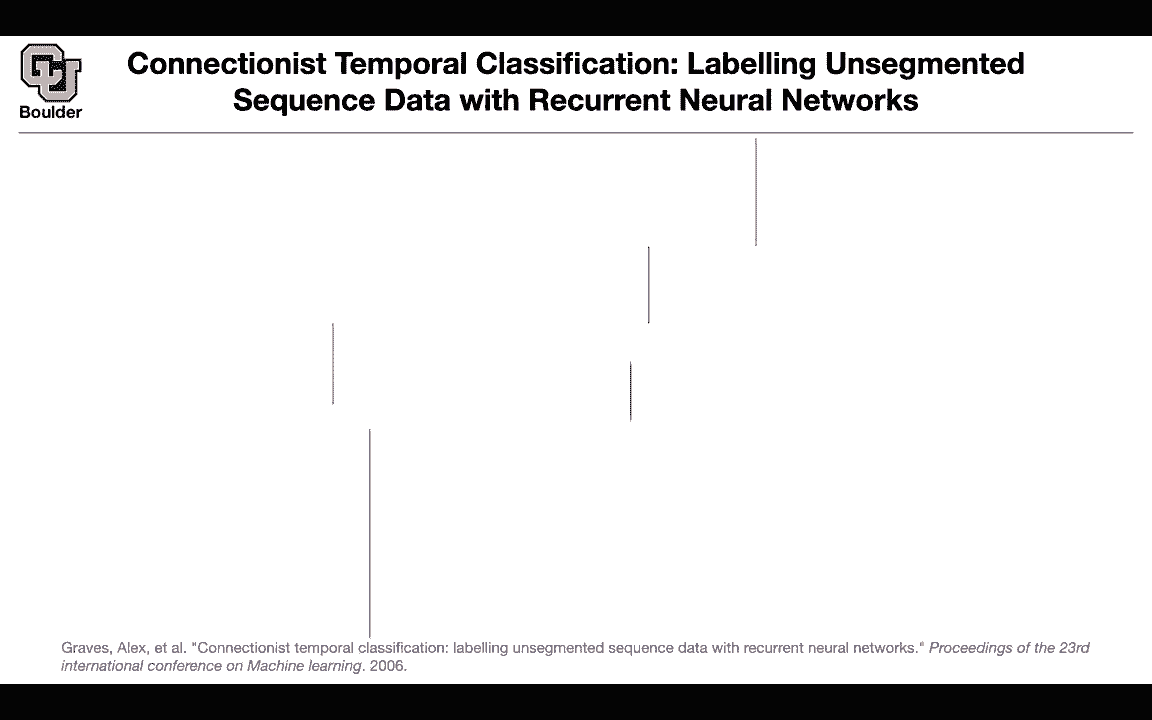 Connectionist Temporal Classification: Labelling Unsegmented
Sequence Data with Recurrent Neural Networks
CU
Boulder
Graves, Alex, et al. "Connectionist temporal classification: labelling unsegmented sequence data with recurrent neural networks." Proceedings of the 23rd
international conference on Machine learning. 2006.